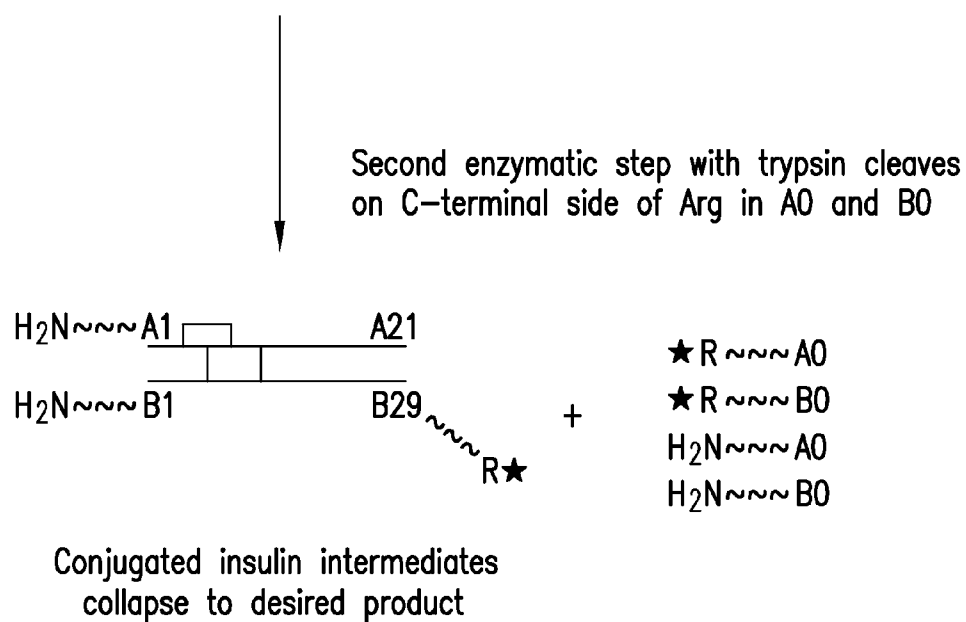 Second enzymatic step with trypsin cleaves
on C-terminal side of Arg in A0 and B0
H₂N~~~A1 A21
H₂N~~~B1 B29
~~~~
R★
+
★R~~~A0
★R~~~B0
H₂N~~~A0
H₂N~~~B0
Conjugated insulin intermediates
collapse to desired product